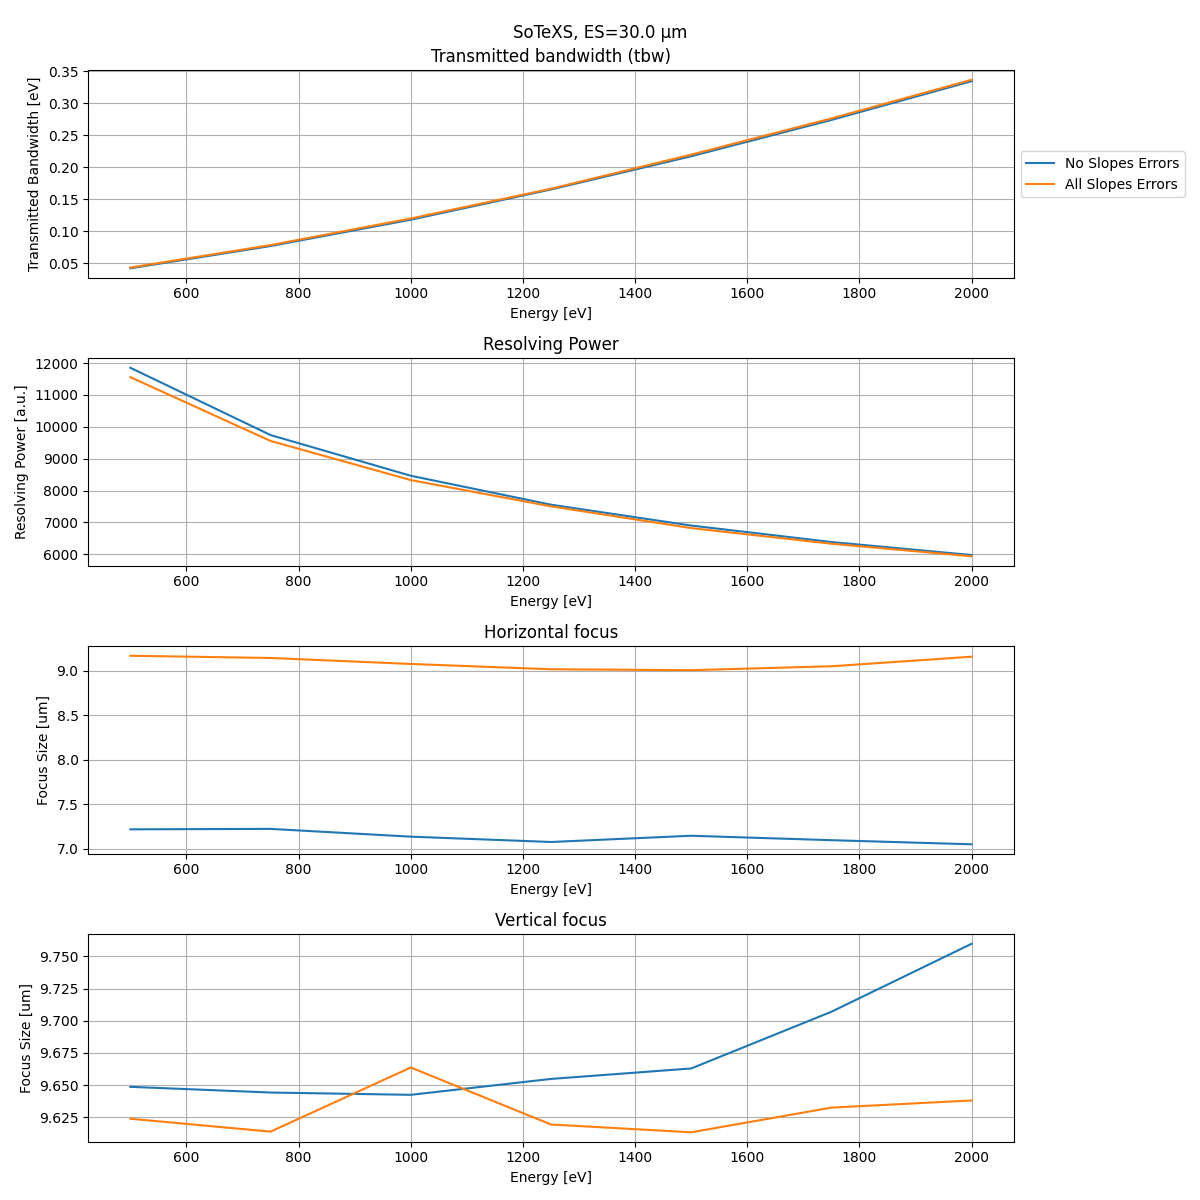 SoTeXS, ES=30.0 μm
Transmitted bandwidth (tbw)
Transmitted Bandwidth [eV]
0.35
0.30
0.25
0.20
0.15
0.10
0.05
600 800 1000 1200 1400 1600 1800 2000
Energy [eV]
No Slopes Errors
All Slopes Errors
Resolving Power
Resolving Power [a.u.]
12000
11000
10000
9000
8000
7000
6000
600 800 1000 1200 1400 1600 1800 2000
Energy [eV]
Horizontal focus
Focus Size [um]
9.0
8.5
8.0
7.5
7.0
600 800 1000 1200 1400 1600 1800 2000
Energy [eV]
Vertical focus
Focus Size [um]
9.750
9.725
9.700
9.675
9.650
9.625
600 800 1000 1200 1400 1600 1800 2000
Energy [eV]